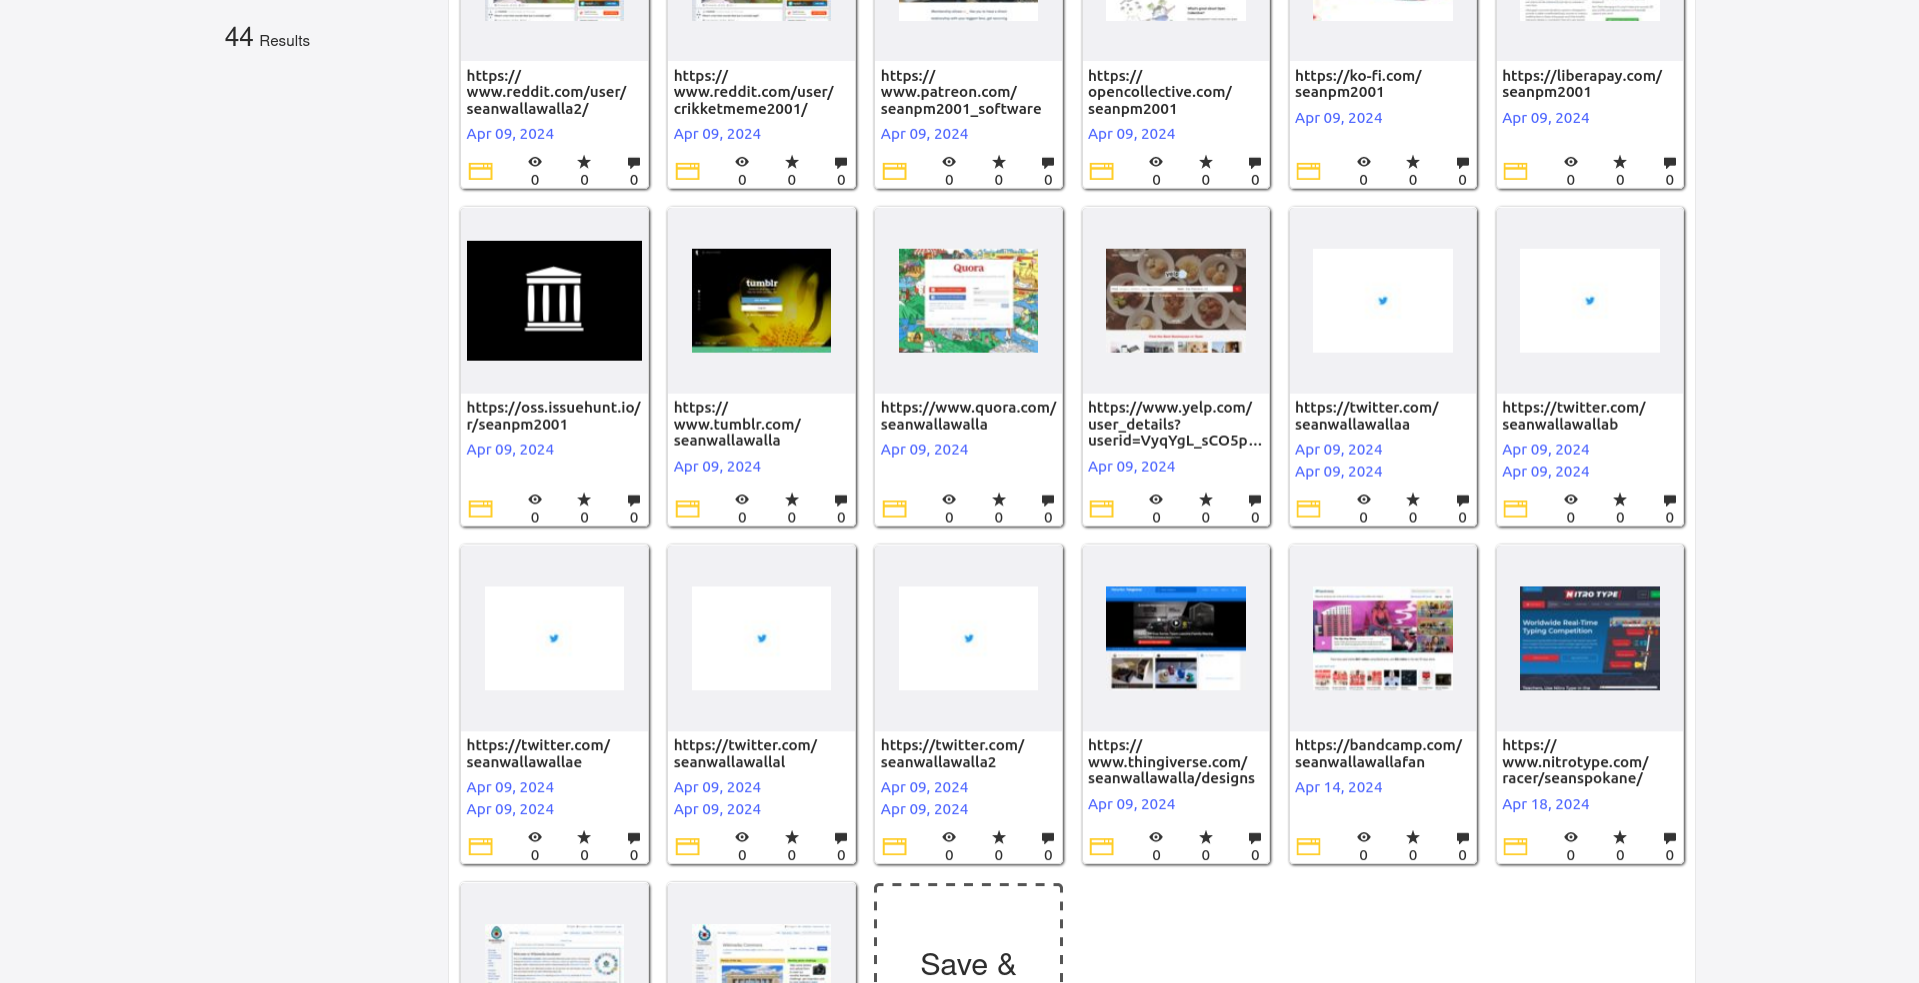 44 Results
https://
www.reddit.com/user/
seanwallawalla2/
Apr 09, 2024
0 0 0
https://
www.reddit.com/user/
crikketmeme2001/
Apr 09, 2024
0 0 0
https://
www.patreon.com/
seanpm2001_software
Apr 09, 2024
0 0 0
https://
opencollective.com/
seanpm2001
Apr 09, 2024
0 0 0
https://ko-fi.com/
seanpm2001
Apr 09, 2024
0 0 0
https://liberapay.com/
seanpm2001
Apr 09, 2024
0 0 0
https://oss.issuehunt.io/
r/seanpm2001
Apr 09, 2024
0 0 0
tumblr
https://
www.tumblr.com/
seanwallawalla
Apr 09, 2024
0 0 0
Quora
https://www.quora.com/
seanwallawalla
Apr 09, 2024
0 0 0
yelp
https://www.yelp.com/
user_details?
userid=VyqYgL_sCO5p...
Apr 09, 2024
0 0 0
https://twitter.com/
seanwallawallaa
Apr 09, 2024
Apr 09, 2024
0 0 0
https://twitter.com/
seanwallawallab
Apr 09, 2024
Apr 09, 2024
0 0 0
https://twitter.com/
seanwallawallae
Apr 09, 2024
Apr 09, 2024
0 0 0
https://twitter.com/
seanwallawallal
Apr 09, 2024
Apr 09, 2024
0 0 0
https://twitter.com/
seanwallawalla2
Apr 09, 2024
Apr 09, 2024
0 0 0
https://
www.thingiverse.com/
seanwallawalla/designs
Apr 09, 2024
0 0 0
https://bandcamp.com/
seanwallawallafan
Apr 14, 2024
0 0 0
NITRO TYPE
Worldwide Real-Time
Typing Competition
https://
www.nitrotype.com/
racer/seanspokane/
Apr 18, 2024
0 0 0
Wikimedia Commons
Save &